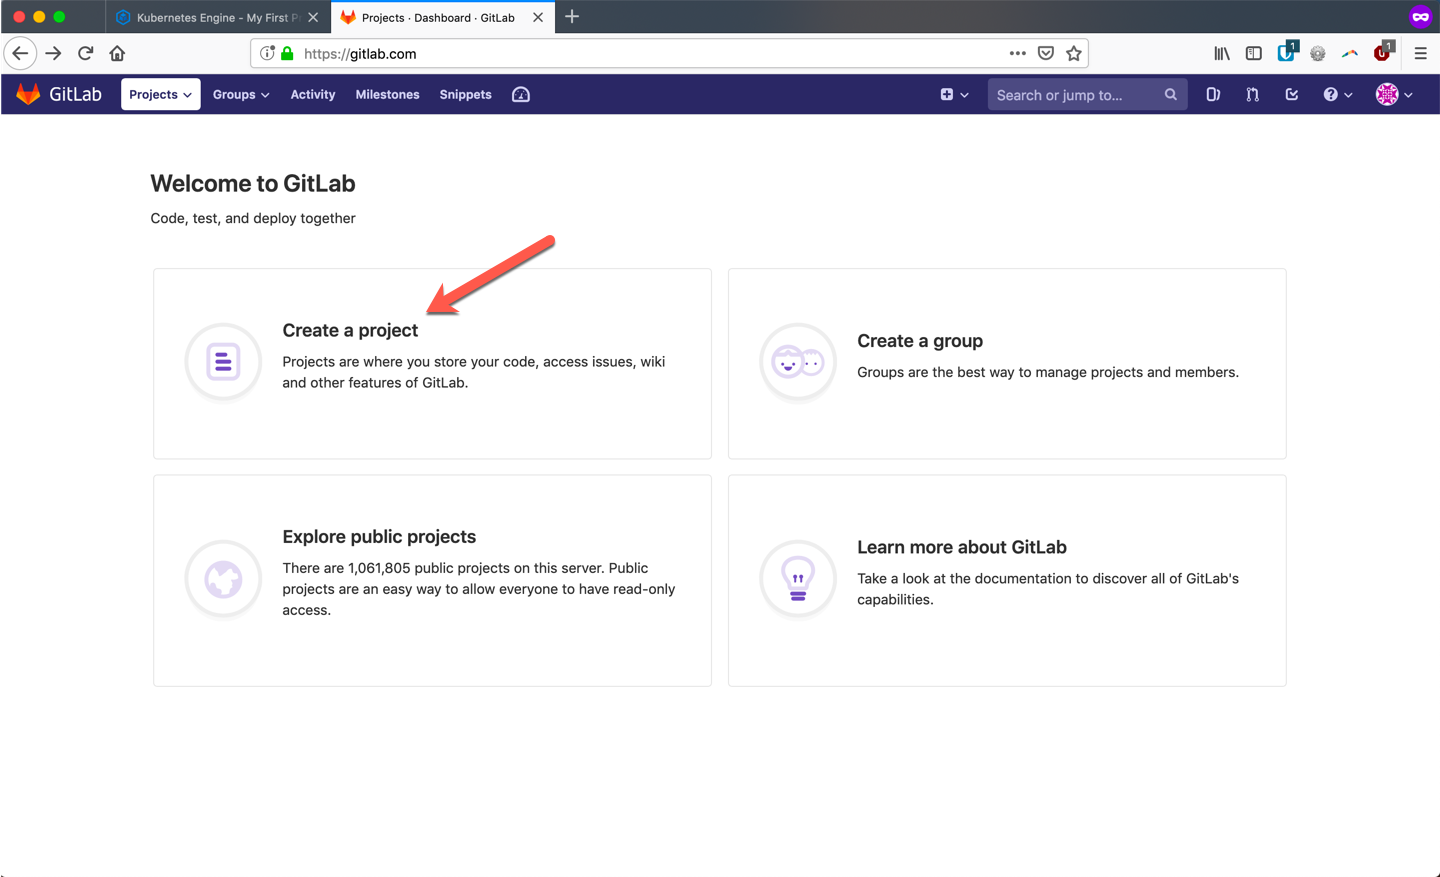 Kubernetes Engine - My First P
Projects · Dashboard · GitLab
https://gitlab.com
1
1
GitLab
Projects
Groups
Activity
Milestones
Snippets
Search or jump to...
Welcome to GitLab
Code, test, and deploy together
Create a project
Projects are where you store your code, access issues, wiki
and other features of GitLab.
Create a group
Groups are the best way to manage projects and members.
Explore public projects
There are 1,061,805 public projects on this server. Public
projects are an easy way to allow everyone to have read-only
access.
Learn more about GitLab
Take a look at the documentation to discover all of GitLab's
capabilities.